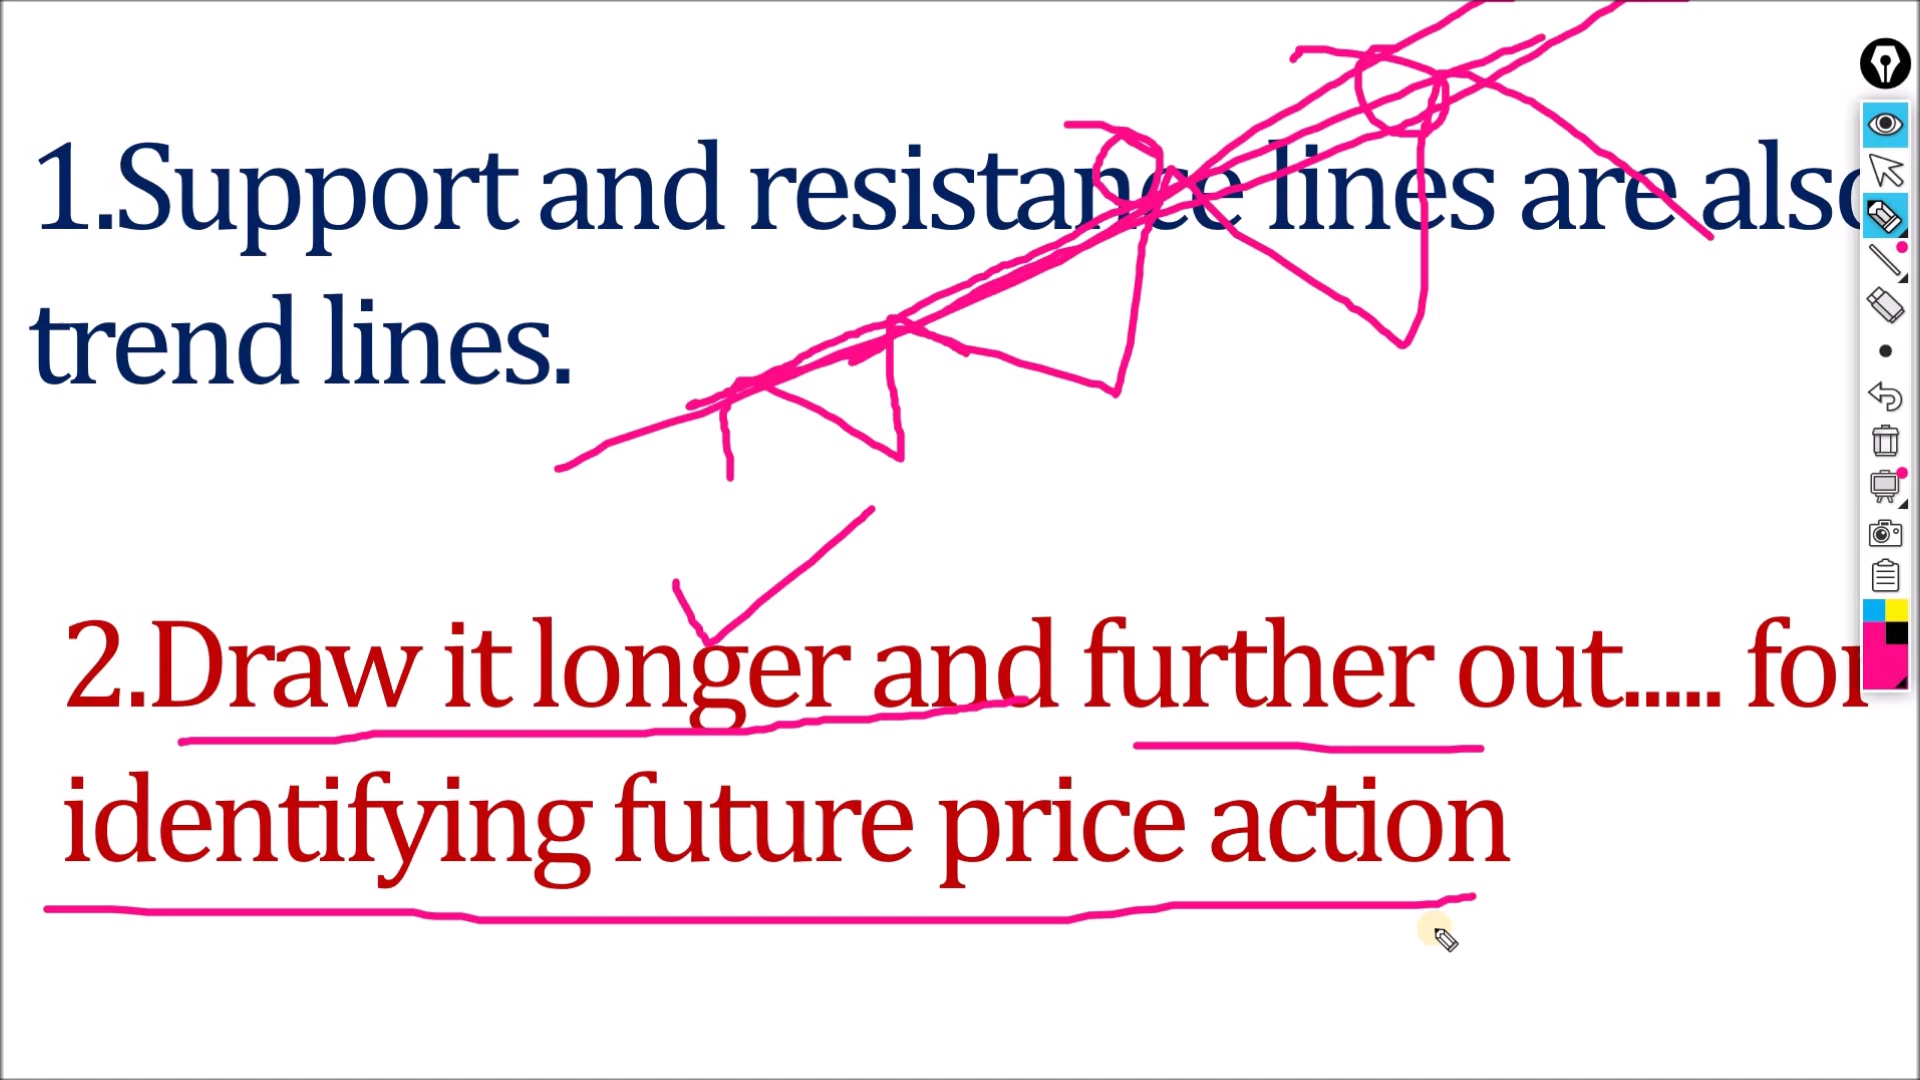 1.Support and resistance lines are also
trend lines.
2.Draw it longer and further out..... for
identifying future price action